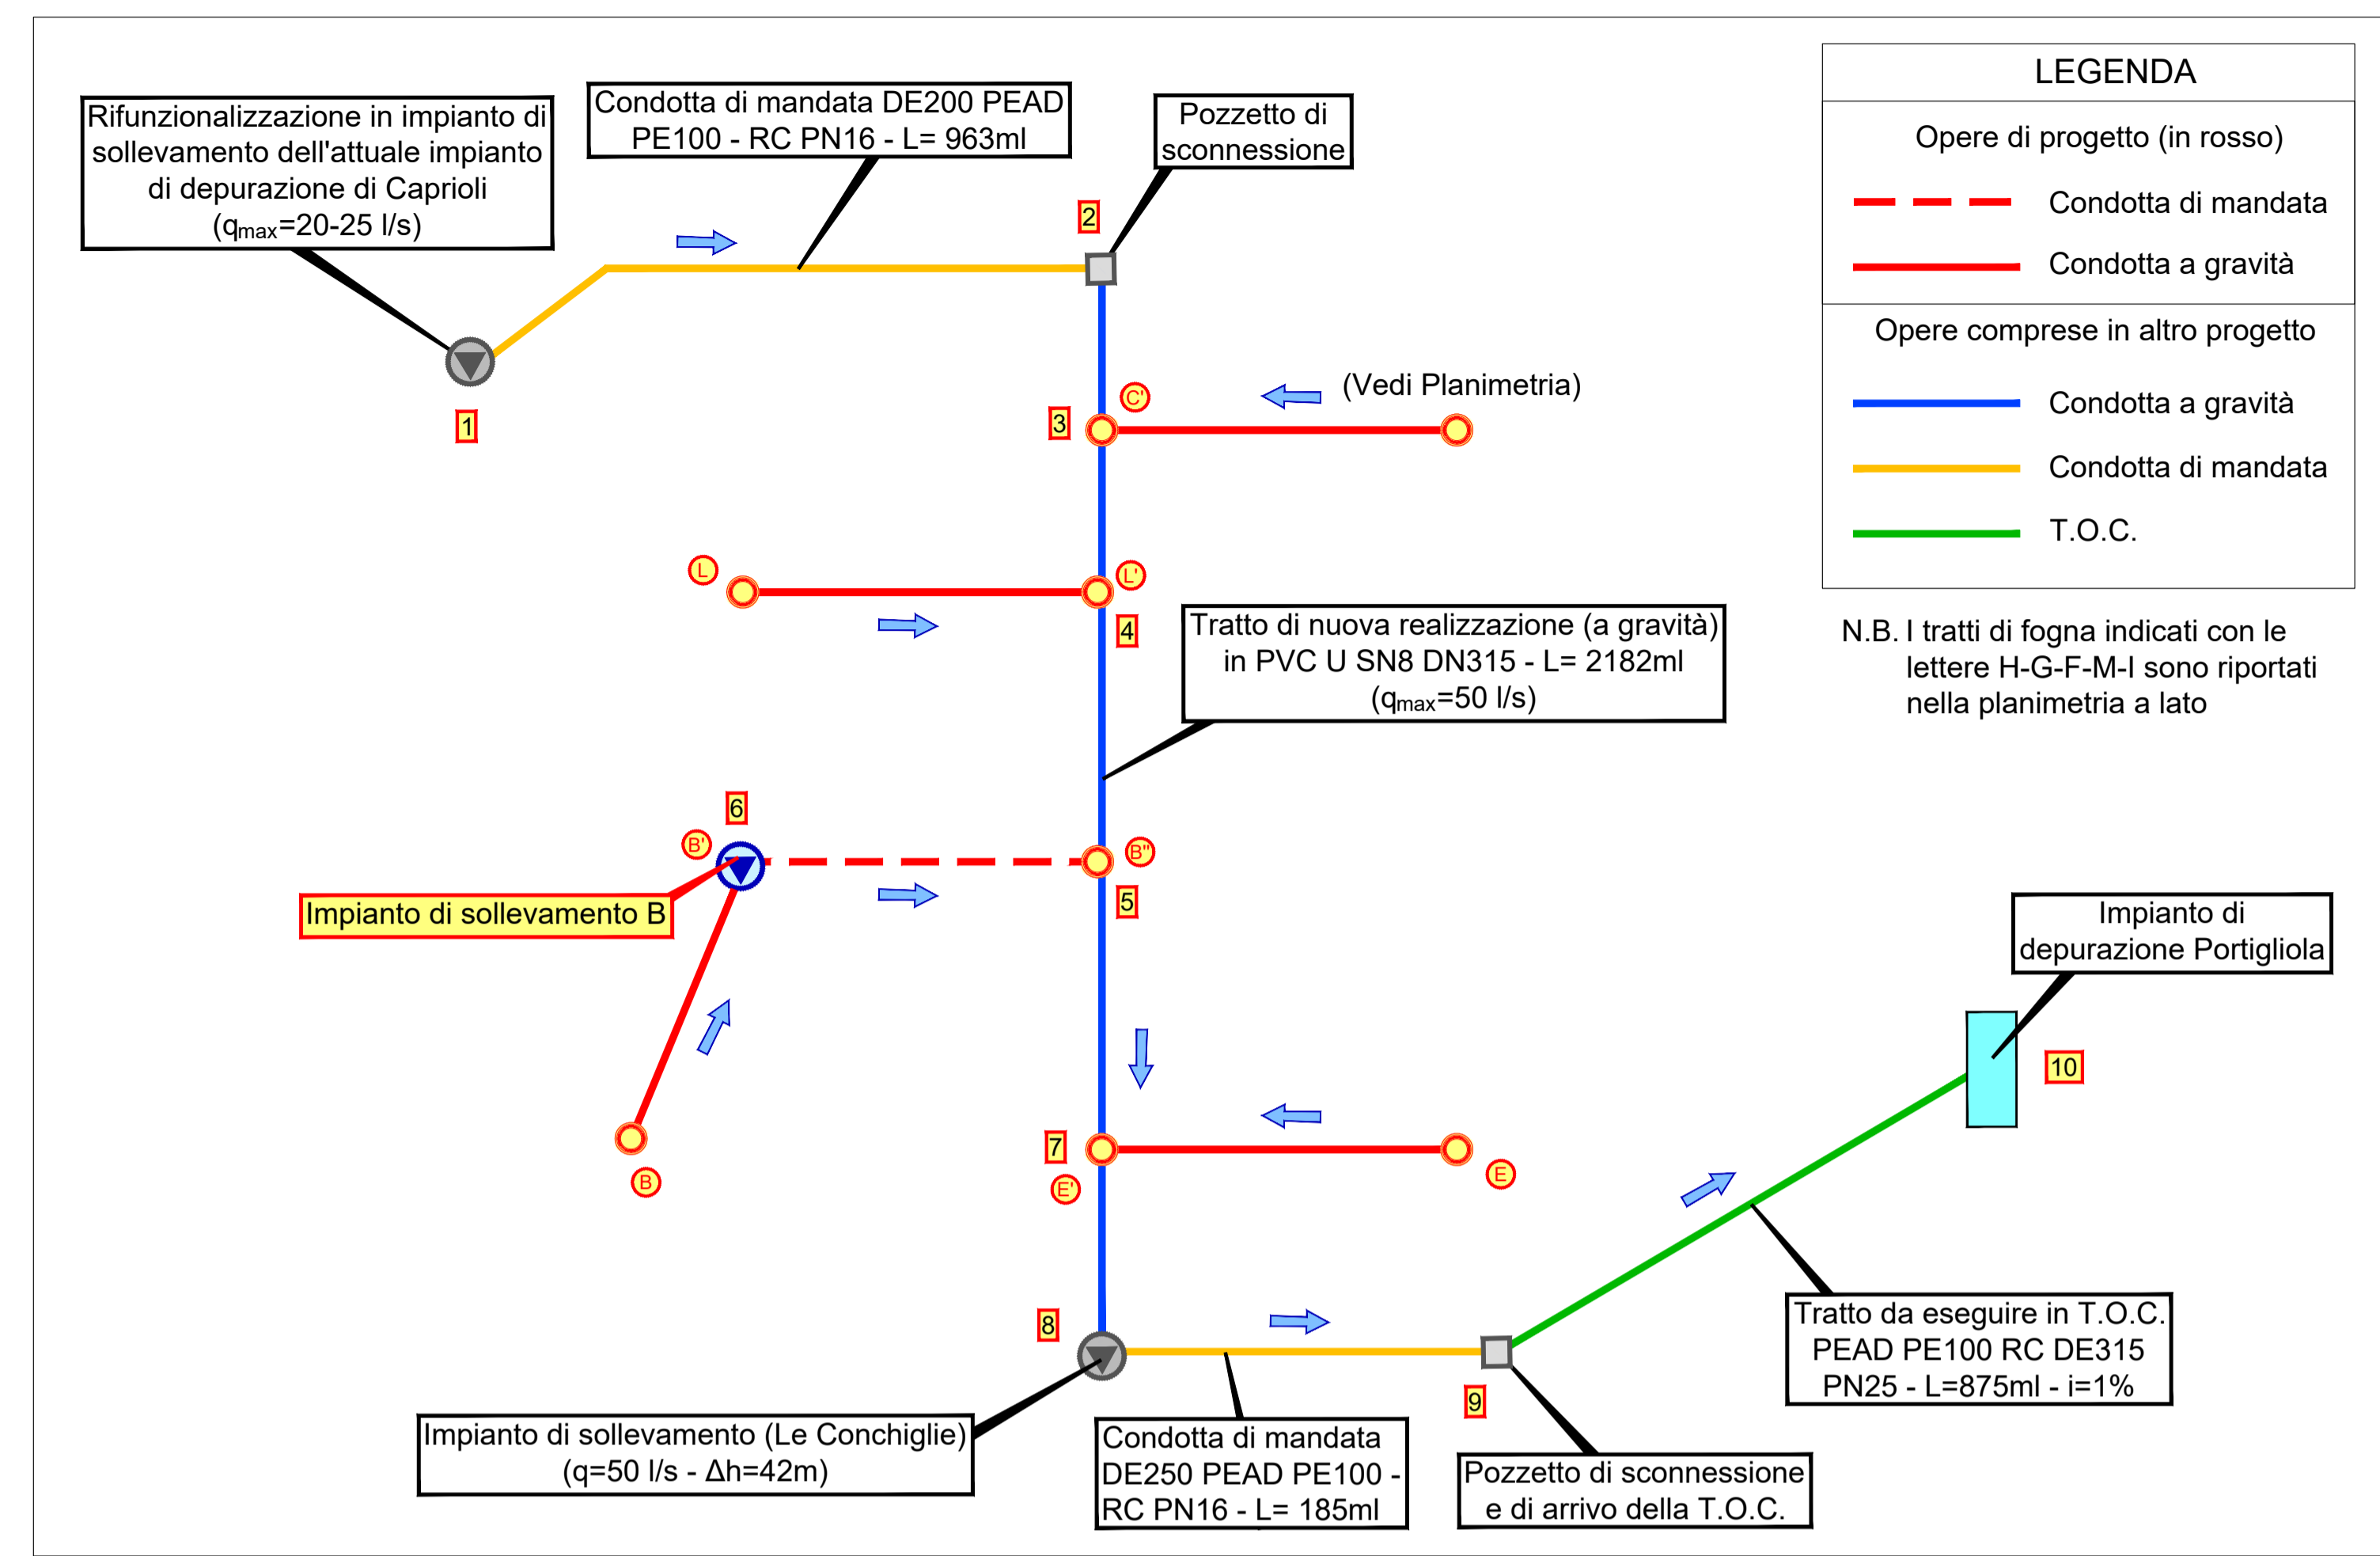 Rifunzionalizzazione in impianto di
sollevamento dell'attuale impianto
di depurazione di Caprioli
(qmax=20-25 l/s)
Condotta di mandata DE200 PEAD
PE100 - RC PN16 - L= 963ml
Pozzetto di
sconnessione
LEGENDA
Opere di progetto (in rosso)
Condotta di mandata
Condotta a gravità
Opere comprese in altro progetto
Condotta a gravità
Condotta di mandata
T.O.C.
N.B. I tratti di fogna indicati con le
lettere H-G-F-M-I sono riportati
nella planimetria a lato
2
1
3
C'
(Vedi Planimetria)
L
L'
4
Tratto di nuova realizzazione (a gravità)
in PVC U SN8 DN315 - L= 2182ml
(qmax=50 l/s)
6
B'
B"
5
Impianto di sollevamento B
B
7
E'
E
Impianto di
depurazione Portigliola
10
8
9
Tratto da eseguire in T.O.C.
PEAD PE100 RC DE315
PN25 - L=875ml - i=1%
Impianto di sollevamento (Le Conchiglie)
(q=50 l/s - Δh=42m)
Condotta di mandata
DE250 PEAD PE100 -
RC PN16 - L= 185ml
Pozzetto di sconnessione
e di arrivo della T.O.C.